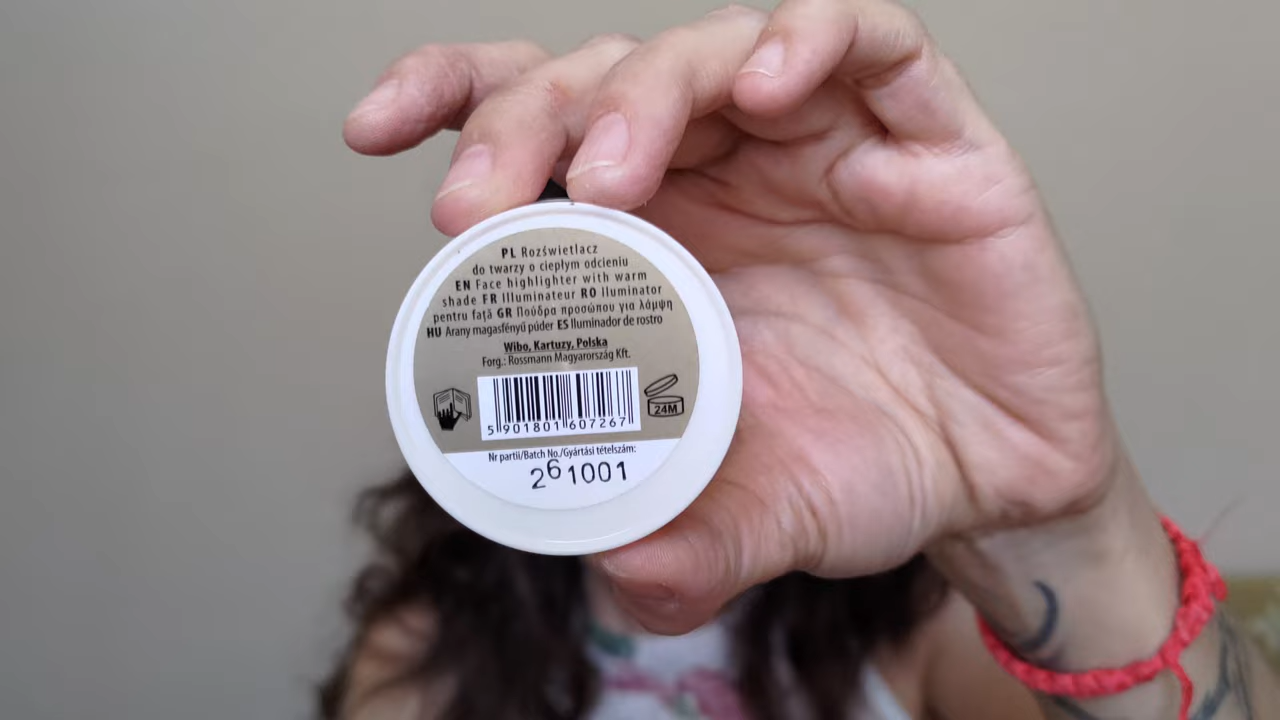 PL Rozświetlacz
do twarzy o ciepłym odcieniu
EN Face highlighter with warm
shade FR Illuminateur RO Iluminator
pentru față GR Πούδρα προσώπου για λάμψη
HU Arany magasfényű púder ES Iluminador de rostro
Wibo, Kartuzy, Polska
Forg.: Rossmann Magyarország Kft.
24M
5 901801 607267
Nr partii/Batch No./Gyártási tételszám:
261001